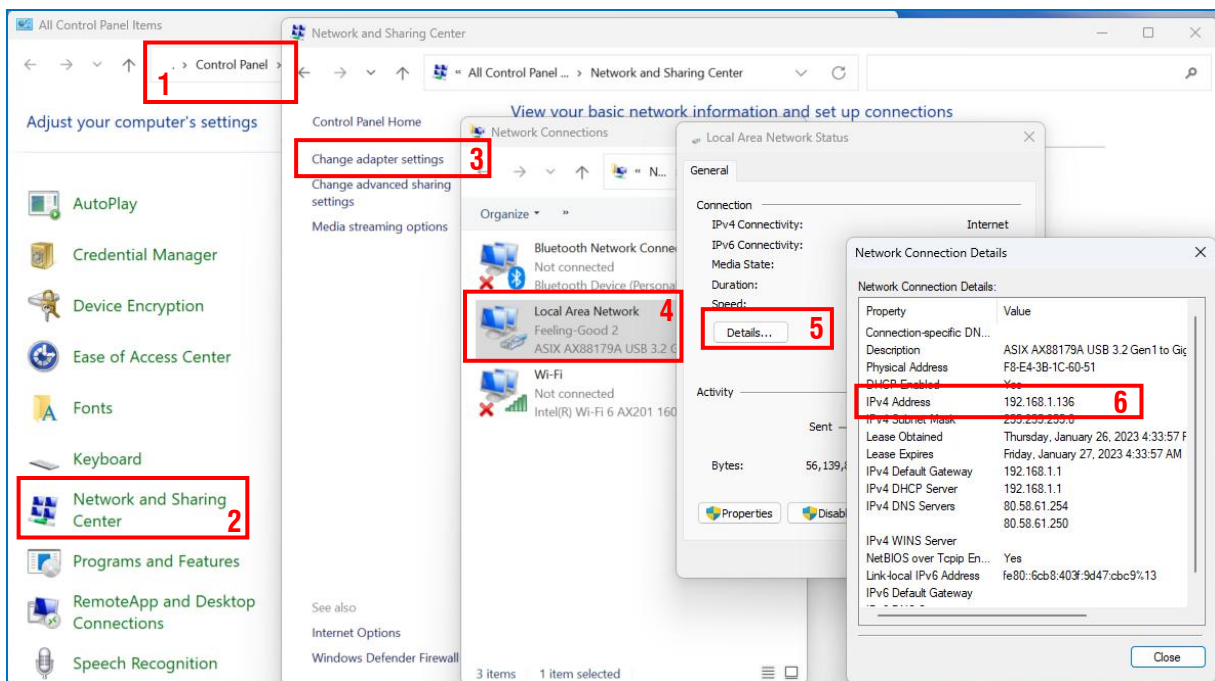 All Control Panel Items
. > Control Panel >
1
Adjust your computer's settings
AutoPlay
Credential Manager
Device Encryption
Ease of Access Center
Fonts
Keyboard
Network and Sharing
Center
2
Programs and Features
RemoteApp and Desktop
Connections
Speech Recognition
Network and Sharing Center
« All Control Panel ... > Network and Sharing Center
View your basic network information and set up connections
Control Panel Home
Change adapter settings
3
Change advanced sharing
settings
Media streaming options
See also
Internet Options
Windows Defender Firewall
Network Connections
« N...
Organize
»
Bluetooth Network Conne
Not connected
Bluetooth Device (Persona
Local Area Network
4
Feeling-Good 2
ASIX AX88179A USB 3.2 G
Wi-Fi
Not connected
Intel(R) Wi-Fi 6 AX201 160
3 items 1 item selected
Local Area Network Status
General
Connection
IPv4 Connectivity: Internet
IPv6 Connectivity:
Media State:
Duration:
Speed:
Details...
5
Activity
Sent
Bytes: 56,139,8
Properties Disabl
Network Connection Details
Network Connection Details:
Property Value
Connection-specific DN...
Description ASIX AX88179A USB 3.2 Gen1 to Gig
Physical Address F8-E4-3B-1C-60-51
DHCP Enabled Yes
IPv4 Address 192.168.1.136
6
IPv4 Subnet Mask 255.255.255.0
Lease Obtained Thursday, January 26, 2023 4:33:57 P
Lease Expires Friday, January 27, 2023 4:33:57 AM
IPv4 Default Gateway 192.168.1.1
IPv4 DHCP Server 192.168.1.1
IPv4 DNS Servers 80.58.61.254
80.58.61.250
IPv4 WINS Server
NetBIOS over Tcpip En... Yes
Link-local IPv6 Address fe80::6cb8:403f:9d47:cbc9%13
IPv6 Default Gateway
Close